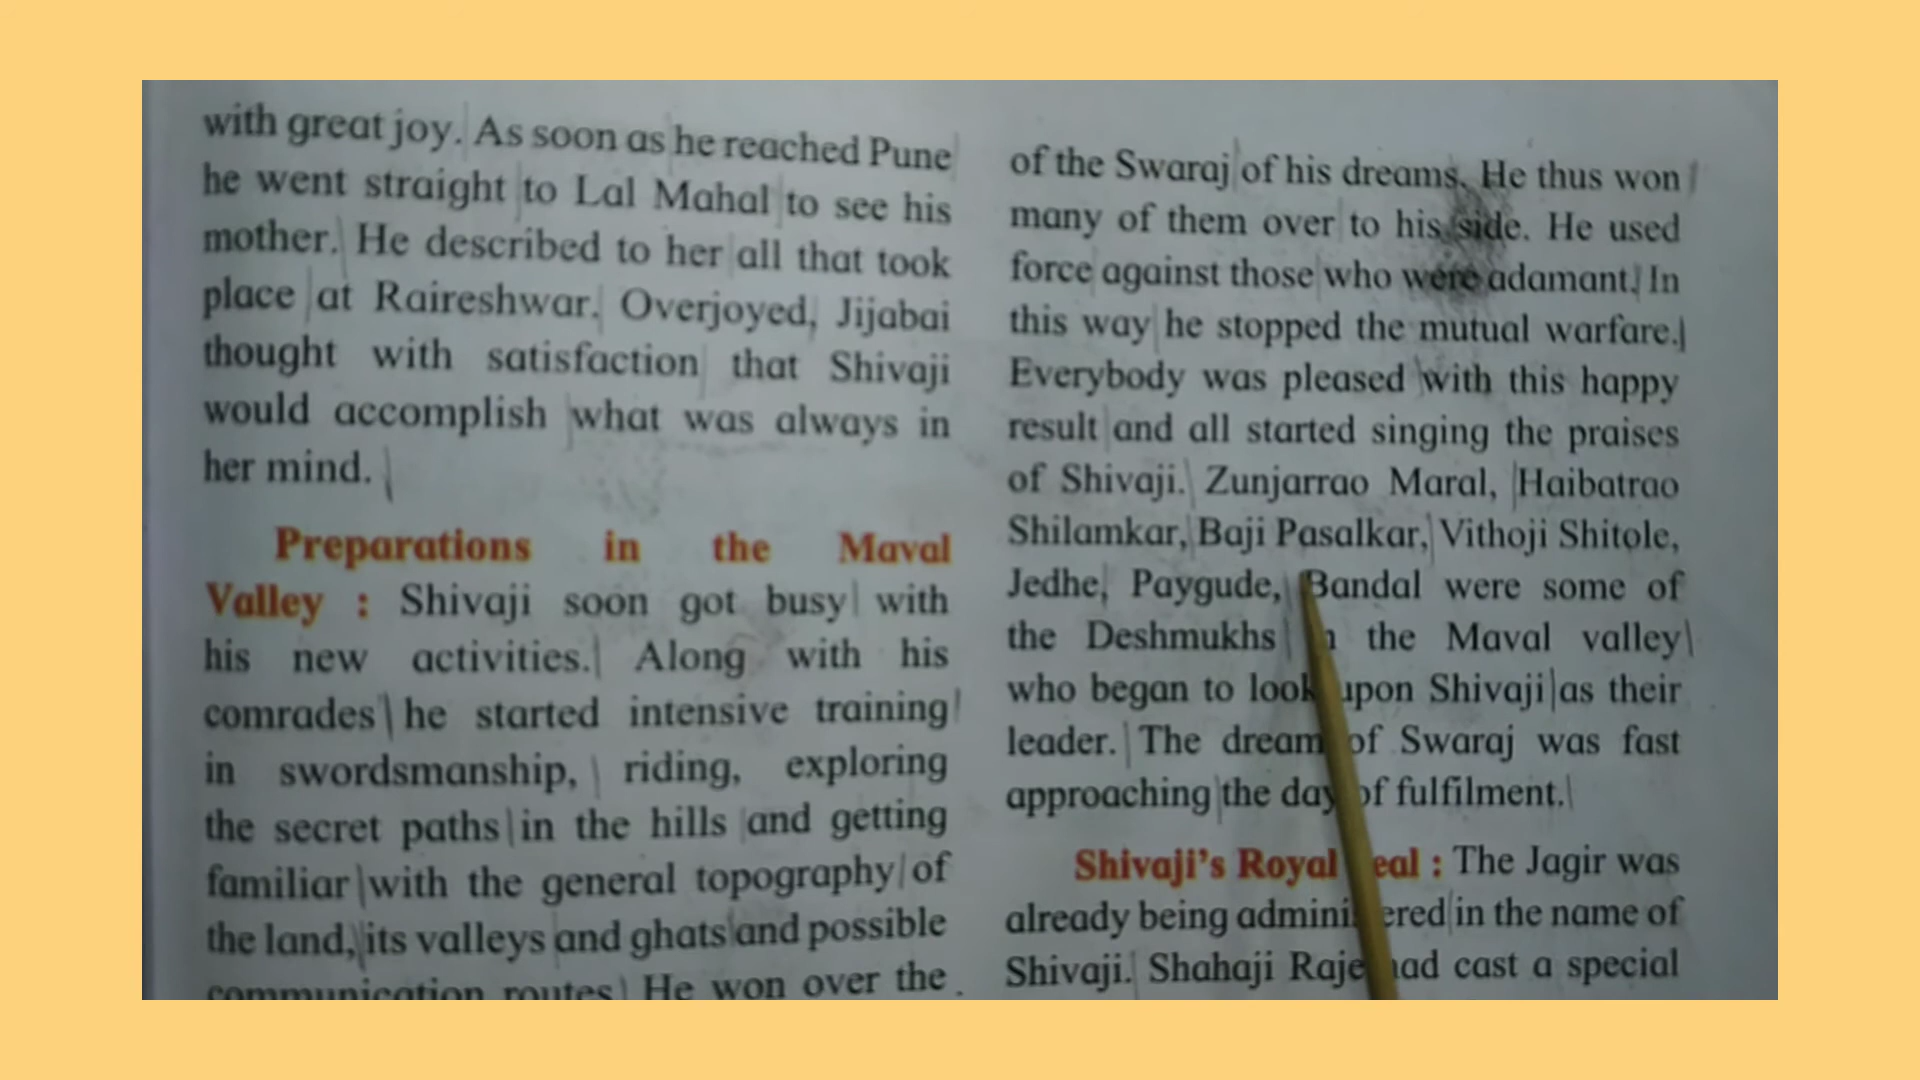 with great joy. As soon as he reached Pune
he went straight to Lal Mahal to see his
mother. He described to her all that took
place at Raireshwar. Overjoyed, Jijabai
thought with satisfaction that Shivaji
would accomplish what was always in
her mind.
Preparations in the Maval
Valley : Shivaji soon got busy with
his new activities. Along with his
comrades he started intensive training
in swordsmanship, riding, exploring
the secret paths in the hills and getting
familiar with the general topography of
the land, its valleys and ghats and possible
communication routes. He won over the
of the Swaraj of his dreams. He thus won
many of them over to his side. He used
force against those who were adamant. In
this way he stopped the mutual warfare.
Everybody was pleased with this happy
result and all started singing the praises
of Shivaji. Zunjarrao Maral, Haibatrao
Shilamkar, Baji Pasalkar, Vithoji Shitole,
Jedhe, Paygude, Bandal were some of
the Deshmukhs the Maval valley
who began to look upon Shivaji as their
leader. The dream of Swaraj was fast
approaching the day of fulfilment.
Shivaji's Royal : The Jagir was
already being in the name of
Shivaji. Shahaji Raje had cast a special